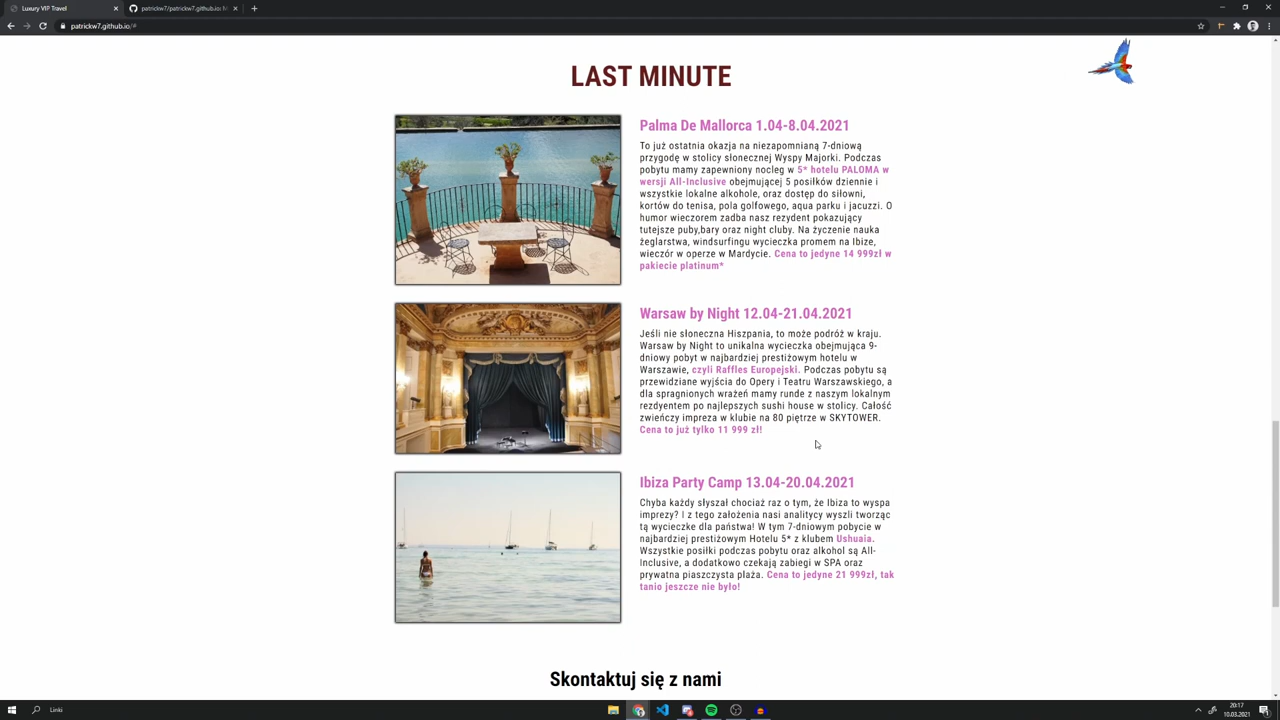 Luxury VIP Travel
patrickw7/patrickw7.github.io: M
patrickw7.github.io/#
LAST MINUTE
Palma De Mallorca 1.04-8.04.2021
To już ostatnia okazja na niezapomnianą 7-dniową
przygodę w stolicy słonecznej Wyspy Majorki. Podczas
pobytu mamy zapewniony nocleg w 5* hotelu PALOMA w
wersji All-Inclusive obejmującej 5 posiłków dziennie i
wszystkie lokalne alkohole, oraz dostęp do siłowni,
kortów do tenisa, pola golfowego, aqua parku i jacuzzi. O
humor wieczorem zadba nasz rezydent pokazujący
tutejsze puby,bary oraz night cluby. Na życzenie nauka
żeglarstwa, windsurfingu wycieczka promem na Ibize,
wieczór w operze w Mardycie. Cena to jedyne 14 999zł w
pakiecie platinum*
Warsaw by Night 12.04-21.04.2021
Jeśli nie słoneczna Hiszpania, to może podróż w kraju.
Warsaw by Night to unikalna wycieczka obejmująca 9-
dniowy pobyt w najbardziej prestiżowym hotelu w
Warszawie, czyli Raffles Europejski. Podczas pobytu są
przewidziane wyjścia do Opery i Teatru Warszawskiego, a
dla spragnionych wrażeń mamy runde z naszym lokalnym
rezdyentem po najlepszych sushi house w stolicy. Całość
zwieńczy impreza w klubie na 80 piętrze w SKYTOWER.
Cena to już tylko 11 999 zł!
Ibiza Party Camp 13.04-20.04.2021
Chyba każdy słyszał chociaż raz o tym, że Ibiza to wyspa
imprezy? I z tego założenia nasi analitycy wyszli tworząc
tą wycieczke dla państwa! W tym 7-dniowym pobycie w
najbardziej prestiżowym Hotelu 5* z klubem Ushuaia.
Wszystkie posiłki podczas pobytu oraz alkohol są All-
Inclusive, a dodatkowo czekają zabiegi w SPA oraz
prywatna piaszczysta plaża. Cena to jedyne 21 999zł, tak
tanio jeszcze nie było!
Skontaktuj się z nami
Linki
20:17
10.03.2021